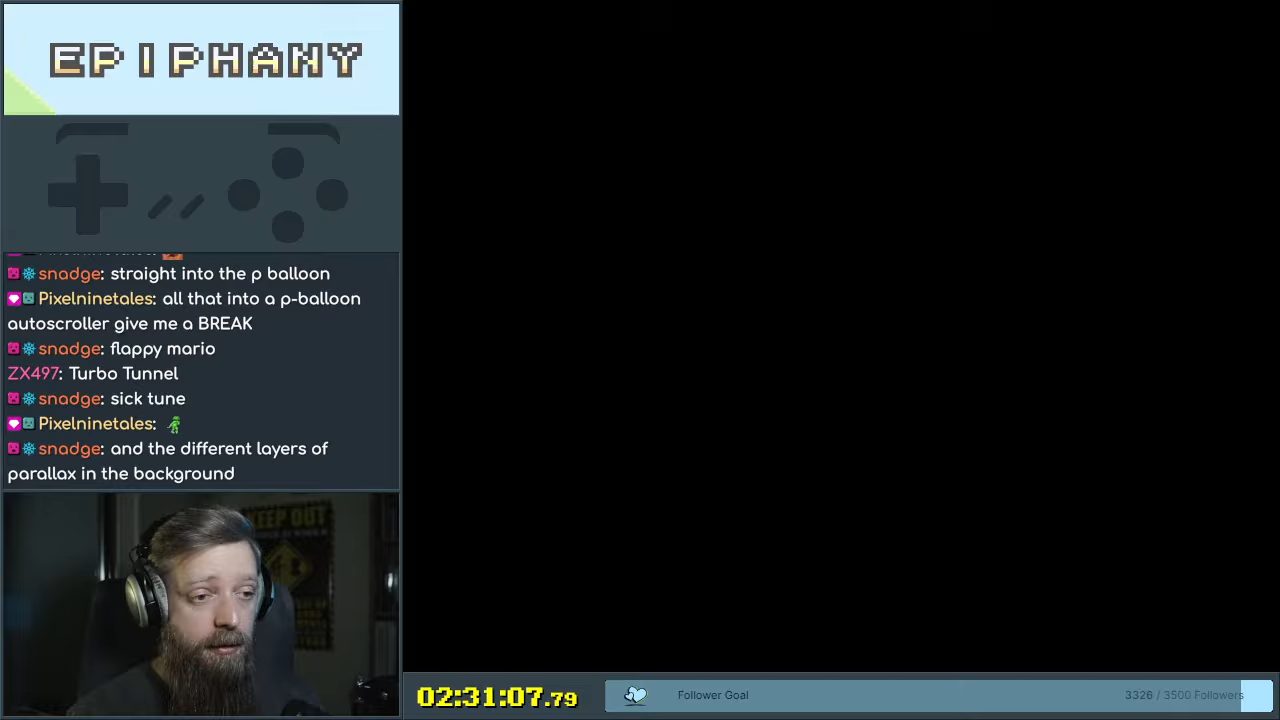 EPIPHANY
snadge: straight into the p balloon
Pixelninetales: all that into a p-balloon
autoscroller give me a BREAK
snadge: flappy mario
ZX497: Turbo Tunnel
snadge: sick tune
Pixelninetales:
snadge: and the different layers of
parallax in the background
KEEP OUT
02:31:07.79
Follower Goal
3326 / 3500 Followers